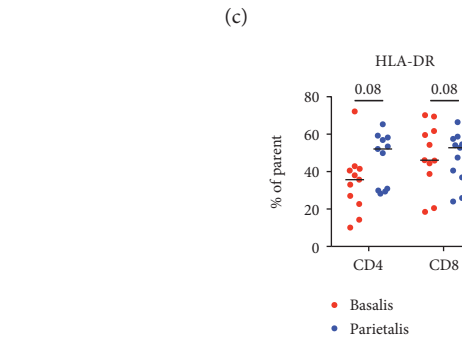 (c)
HLA-DR
0.08 0.08
80
60
40
20
0
% of parent
CD4 CD8
Basalis
Parietalis